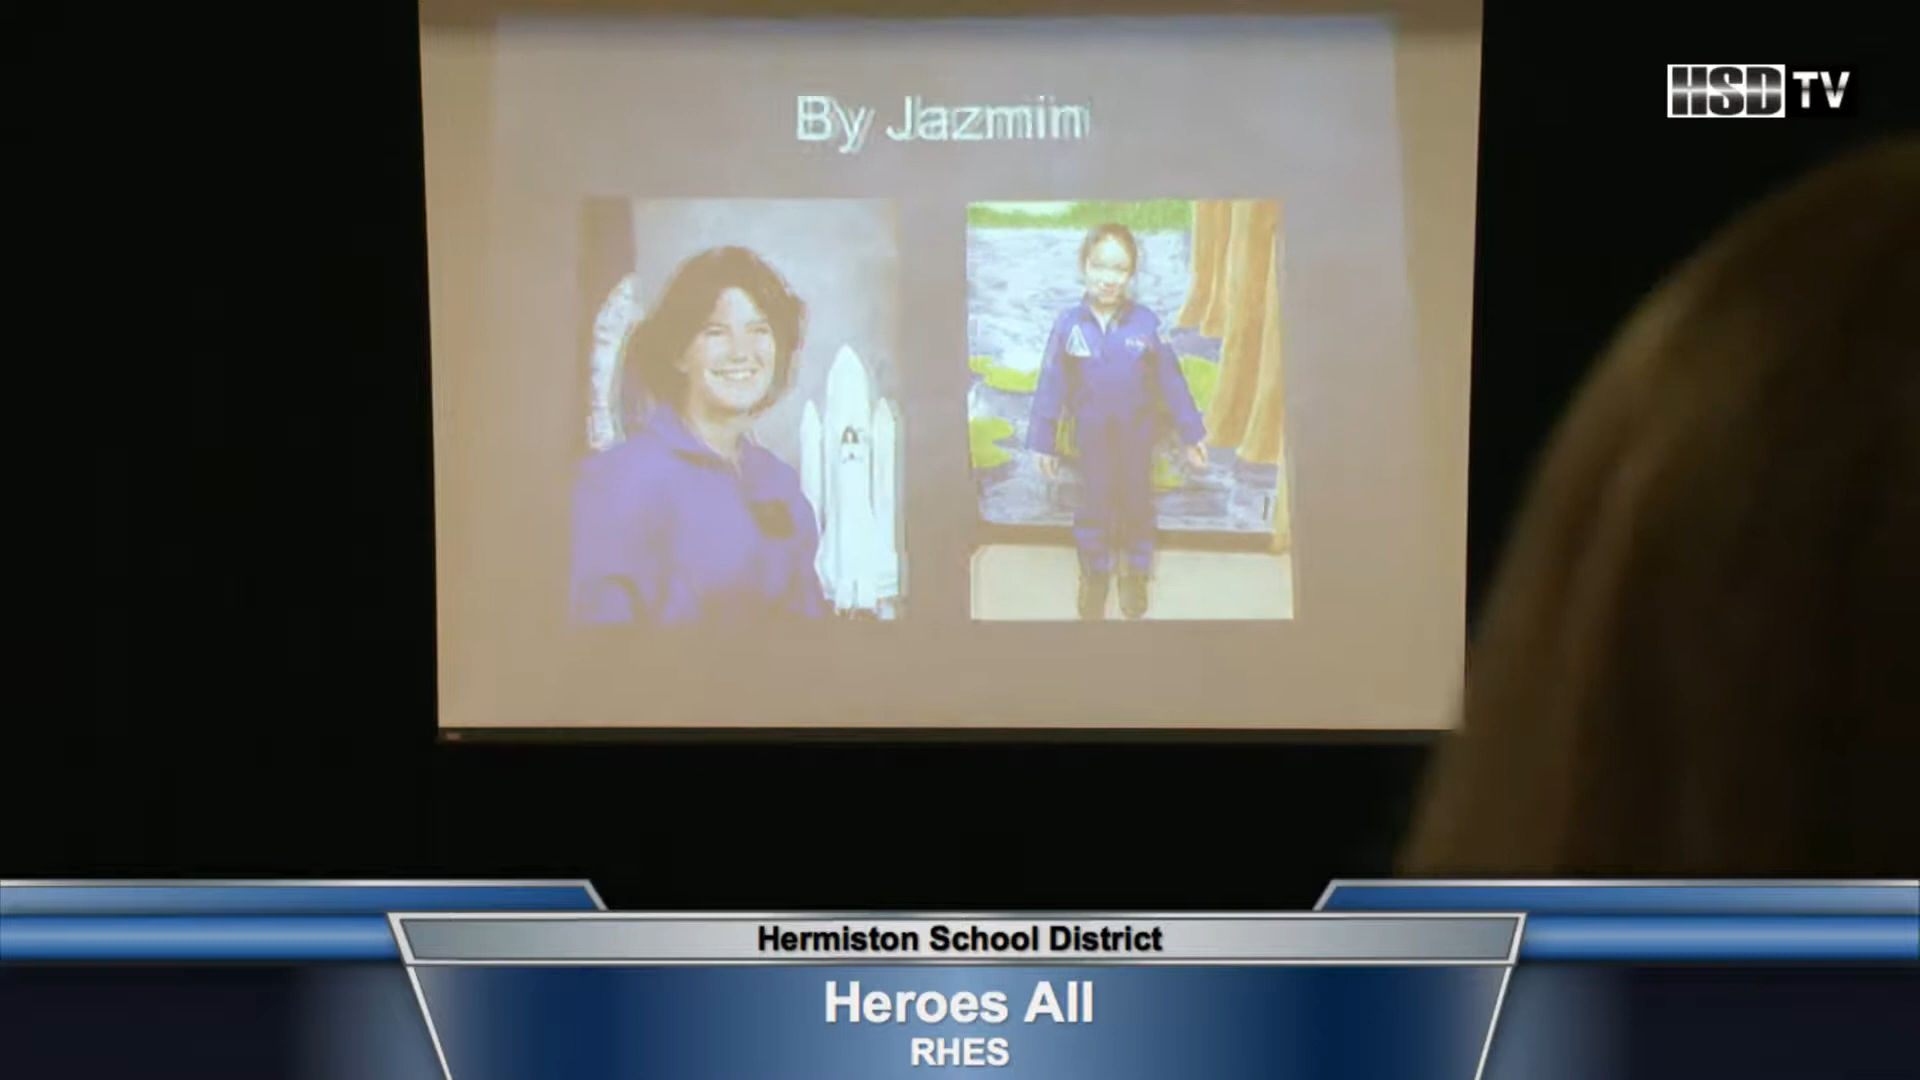 HSD TV
By Jazmin
Hermiston School District
Heroes All
RHES